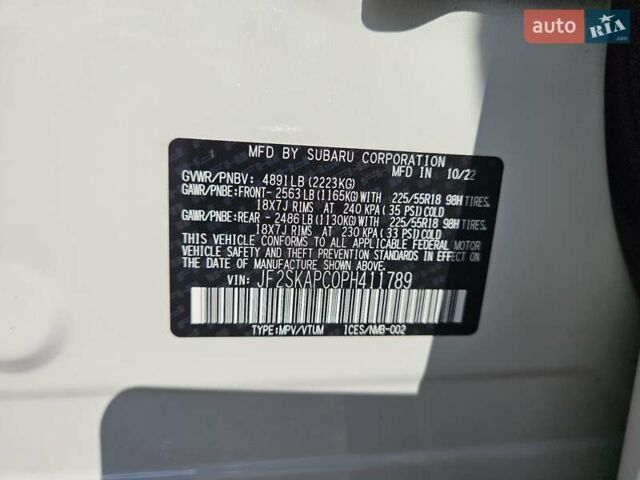 auto RIA .com
MFD BY SUBARU CORPORATION MFD IN 10/22
GVWR/PNBV: 4891LB (2223KG)
GAWR/PNBE:FRONT- 2563LB (1165KG)WITH 225/55R18 98H TIRES,
18X7J RIMS AT 240 KPA (35 PSI)COLD
GAWR/PNBE:REAR - 2486LB (1130KG)WITH 225/55R18 98H TIRES,
18X7J RIMS AT 230 KPA (33 PSI)COLD
THIS VEHICLE CONFORMS TO ALL APPLICABLE FEDERAL MOTOR
VEHICLE SAFETY AND THEFT PREVENTION STANDARDS IN EFFECT ON
THE DATE OF MANUFACTURE SHOWN ABOVE.
VIN: JF2SKAPC0PH411789
TYPE:MPV/VTUM ICES/NMB-002